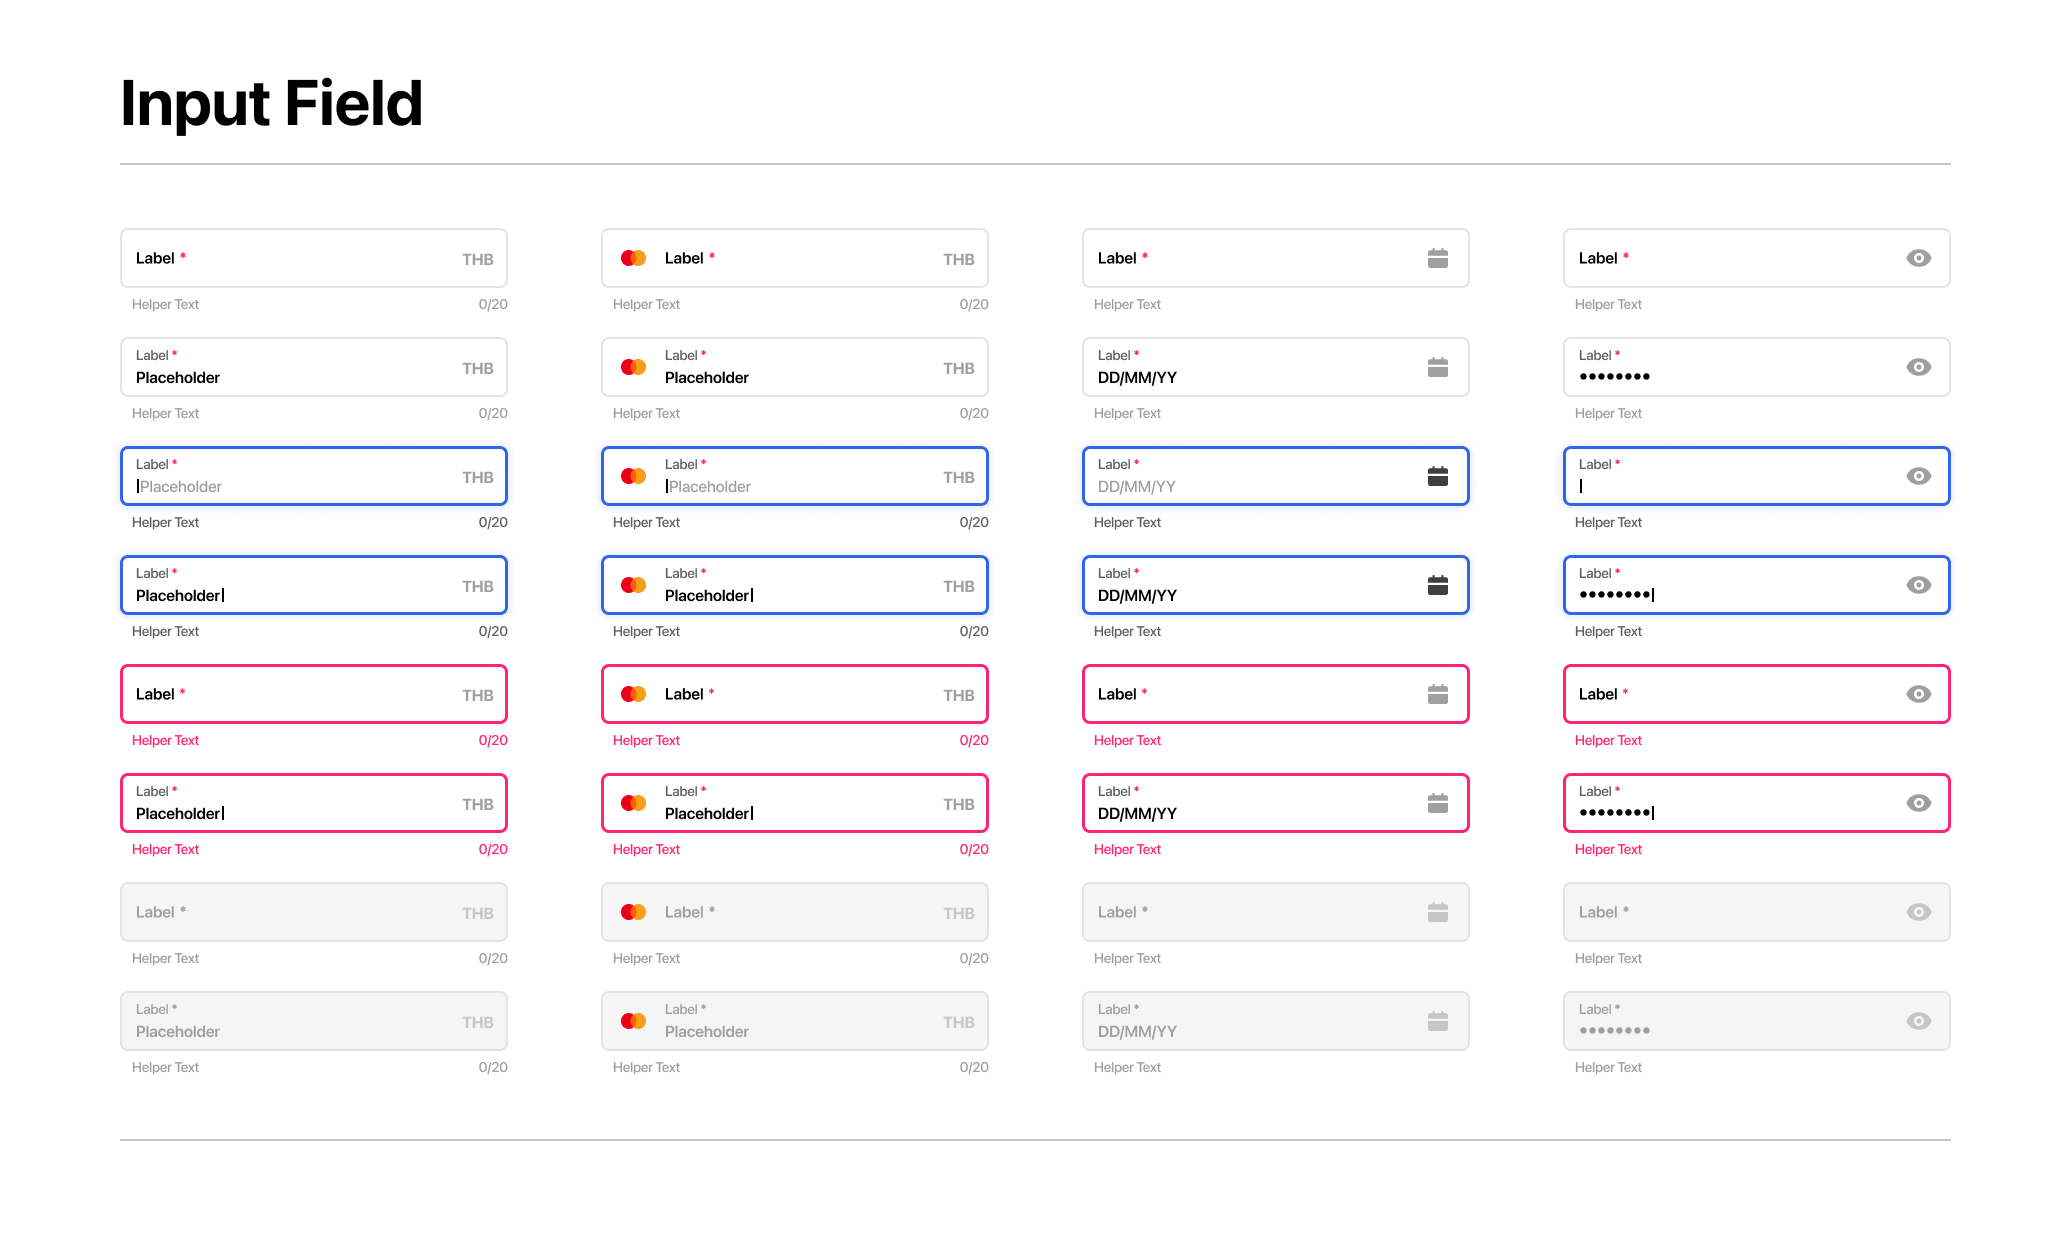 Input Field
Label * THB Label * THB Label * Label *
Helper Text 0/20 Helper Text 0/20 Helper Text Helper Text
Label * Label * Label * Label *
Placeholder THB Placeholder THB DD/MM/YY ••••••••
Helper Text 0/20 Helper Text 0/20 Helper Text Helper Text
Label * Label * Label * Label *
Placeholder THB Placeholder THB DD/MM/YY
Helper Text 0/20 Helper Text 0/20 Helper Text Helper Text
Label * Label * Label * Label *
Placeholder THB Placeholder THB DD/MM/YY ••••••••
Helper Text 0/20 Helper Text 0/20 Helper Text Helper Text
Label * THB Label * THB Label * Label *
Helper Text 0/20 Helper Text 0/20 Helper Text Helper Text
Label * Label * Label * Label *
Placeholder THB Placeholder THB DD/MM/YY ••••••••
Helper Text 0/20 Helper Text 0/20 Helper Text Helper Text
Label * THB Label * THB Label * Label *
Helper Text 0/20 Helper Text 0/20 Helper Text Helper Text
Label * Label * Label * Label *
Placeholder THB Placeholder THB DD/MM/YY ••••••••
Helper Text 0/20 Helper Text 0/20 Helper Text Helper Text